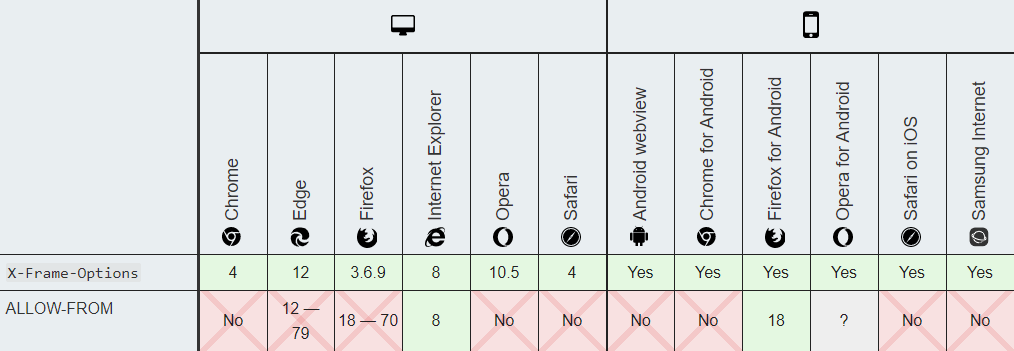 Chrome
Edge
Firefox
Internet Explorer
Opera
Safari
Android webview
Chrome for Android
Firefox for Android
Opera for Android
Safari on iOS
Samsung Internet
X-Frame-Options 4 12 3.6.9 8 10.5 4 Yes Yes Yes Yes Yes Yes
ALLOW-FROM No 12 — 79 18 — 70 8 No No No No 18 ? No No